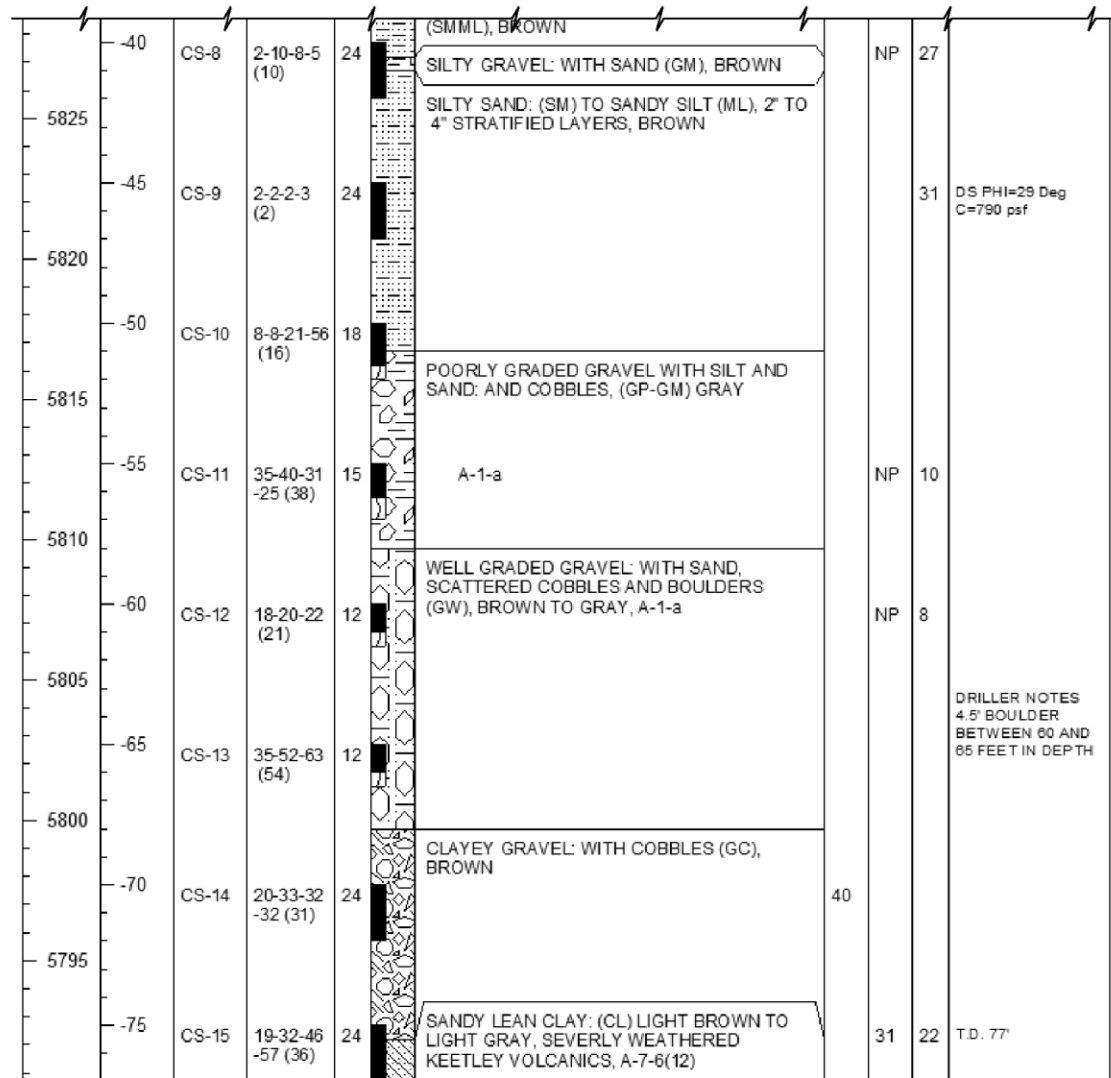 (SMML), BROWN
-40 CS-8 2-10-8-5 24 NP 27
(10)
SILTY GRAVEL: WITH SAND (GM), BROWN
5825
SILTY SAND: (SM) TO SANDY SILT (ML), 2" TO
4" STRATIFIED LAYERS, BROWN
-45 CS-9 2-2-2-3 24 31 DS PHI=29 Deg
(2) C=790 psf
5820
-50 CS-10 8-8-21-56 18
(16)
POORLY GRADED GRAVEL WITH SILT AND
SAND: AND COBBLES, (GP-GM) GRAY
5815
-55 CS-11 35-40-31 15 A-1-a NP 10
-25 (38)
5810
WELL GRADED GRAVEL: WITH SAND,
SCATTERED COBBLES AND BOULDERS
(GW), BROWN TO GRAY, A-1-a
-60 CS-12 18-20-22 12 NP 8
(21)
5805
DRILLER NOTES
4.5' BOULDER
BETWEEN 60 AND
65 FEET IN DEPTH
-65 CS-13 35-52-63 12
(54)
5800
CLAYEY GRAVEL: WITH COBBLES (GC),
BROWN
-70 CS-14 20-33-32 24 40
-32 (31)
5795
SANDY LEAN CLAY: (CL) LIGHT BROWN TO
LIGHT GRAY, SEVERLY WEATHERED
KEETLEY VOLCANICS, A-7-6(12)
-75 CS-15 19-32-46 24 31 22 T.D. 77'
-57 (36)